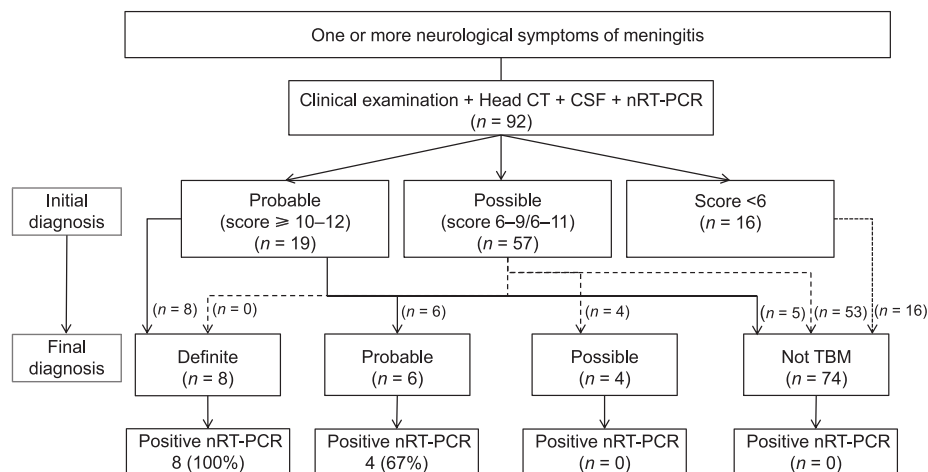 One or more neurological symptoms of meningitis
Clinical examination + Head CT + CSF + nRT-PCR
(n = 92)
Initial
diagnosis
Probable
(score ⩾ 10–12)
(n = 19)
Possible
(score 6–9/6–11)
(n = 57)
Score <6
(n = 16)
(n = 8)
(n = 0)
(n = 6)
(n = 4)
(n = 5)
(n = 53)
(n = 16)
Final
diagnosis
Definite
(n = 8)
Probable
(n = 6)
Possible
(n = 4)
Not TBM
(n = 74)
Positive nRT-PCR
8 (100%)
Positive nRT-PCR
4 (67%)
Positive nRT-PCR
(n = 0)
Positive nRT-PCR
(n = 0)